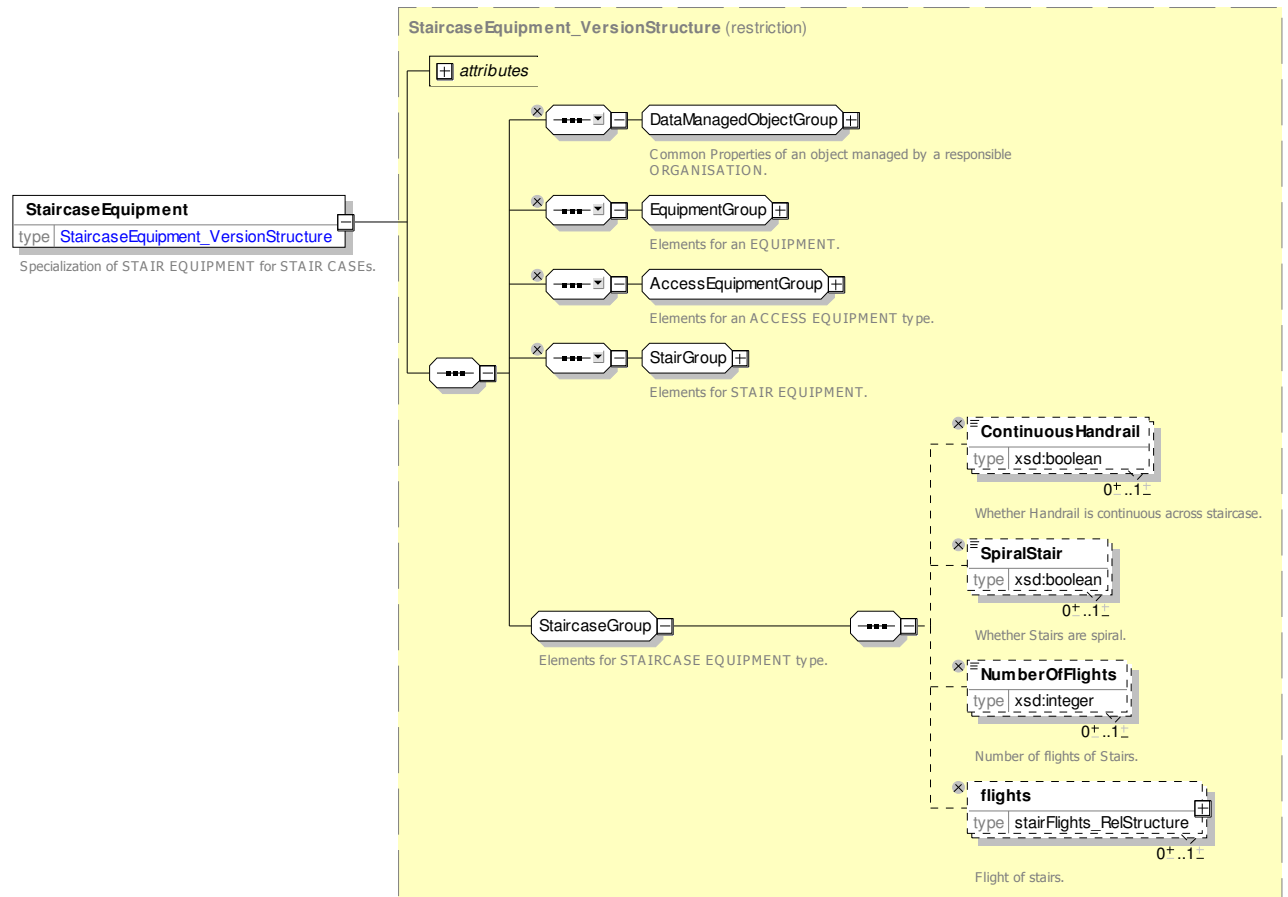 StaircaseEquipment_VersionStructure (restriction)
attributes
DataManagedObjectGroup
Common Properties of an object managed by a responsible
ORGANISATION.
StaircaseEquipment
type StaircaseEquipment_VersionStructure
Specialization of STAIR EQUIPMENT for STAIR CASEs.
EquipmentGroup
Elements for an EQUIPMENT.
AccessEquipmentGroup
Elements for an ACCESS EQUIPMENT type.
StairGroup
Elements for STAIR EQUIPMENT.
ContinuousHandrail
type xsd:boolean
0±..1±
Whether Handrail is continuous across staircase.
SpiralStair
type xsd:boolean
0±..1±
Whether Stairs are spiral.
StaircaseGroup
Elements for STAIRCASE EQUIPMENT type.
NumberOfFlights
type xsd:integer
0±..1±
Number of flights of Stairs.
flights
type stairFlights_RelStructure
0±..1±
Flight of stairs.